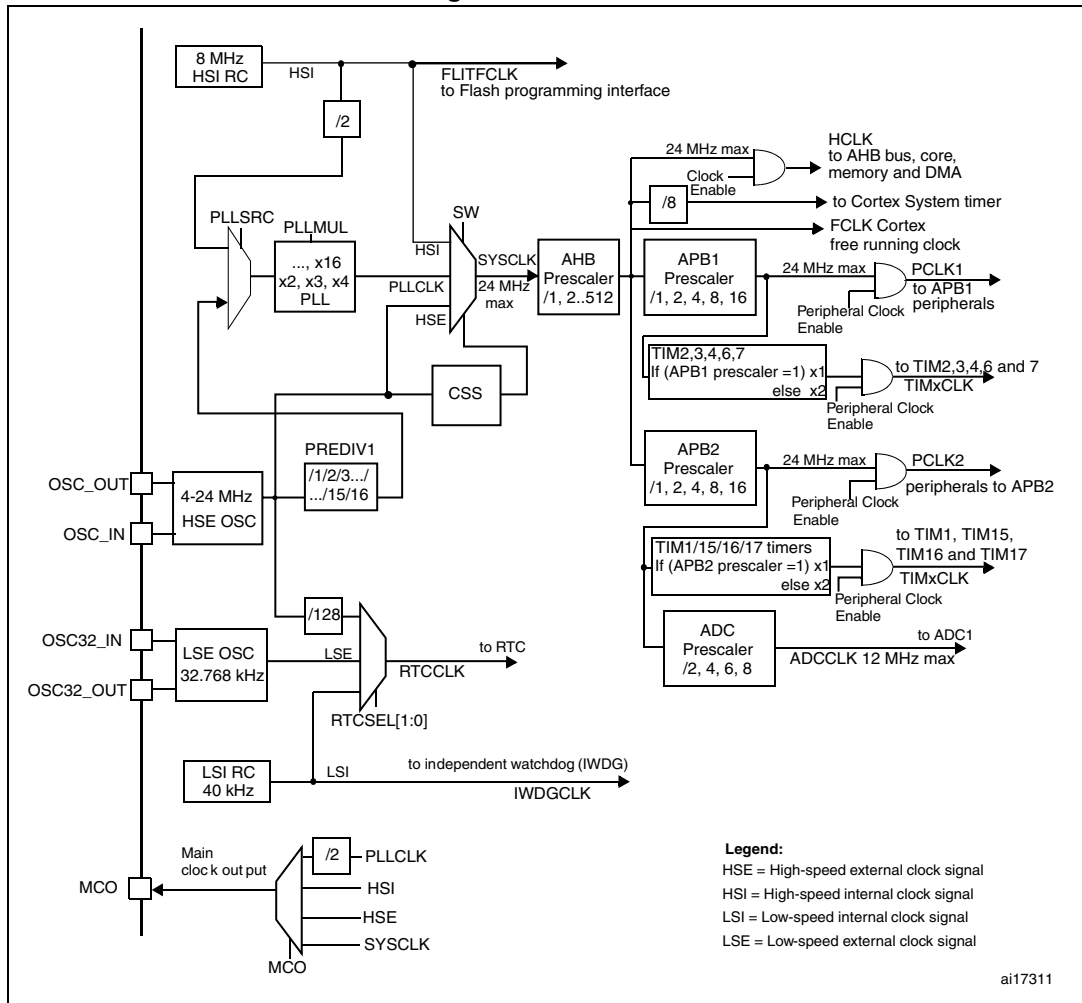 8 MHz
HSI RC
HSI
FLITFCLK
to Flash programming interface
/2
HCLK
to AHB bus, core,
memory and DMA
24 MHz max
Clock
Enable
/8
to Cortex System timer
FCLK Cortex
free running clock
PLLSRC
PLLMUL
..., x16
x2, x3, x4
PLL
SW
HSI
PLLCLK
HSE
SYSCLK
24 MHz
max
AHB
Prescaler
/1, 2..512
APB1
Prescaler
/1, 2, 4, 8, 16
24 MHz max
PCLK1
to APB1
peripherals
Peripheral Clock
Enable
TIM2,3,4,6,7
If (APB1 prescaler =1) x1
else x2
to TIM2,3,4,6 and 7
TIMxCLK
Peripheral Clock
Enable
CSS
PREDIV1
/1/2/3.../
.../15/16
OSC_OUT
OSC_IN
4-24 MHz
HSE OSC
APB2
Prescaler
/1, 2, 4, 8, 16
24 MHz max
PCLK2
peripherals to APB2
Peripheral Clock
Enable
TIM1/15/16/17 timers
If (APB2 prescaler =1) x1
else x2
to TIM1, TIM15,
TIM16 and TIM17
TIMxCLK
Peripheral Clock
Enable
/128
OSC32_IN
OSC32_OUT
LSE OSC
32.768 kHz
LSE
to RTC
RTCCLK
RTCSEL[1:0]
ADC
Prescaler
/2, 4, 6, 8
to ADC1
ADCCLK 12 MHz max
LSI RC
40 kHz
LSI
to independent watchdog (IWDG)
IWDGCLK
Main
clock output
MCO
/2
PLLCLK
HSI
HSE
SYSCLK
MCO
Legend:
HSE = High-speed external clock signal
HSI = High-speed internal clock signal
LSI = Low-speed internal clock signal
LSE = Low-speed external clock signal
ai17311